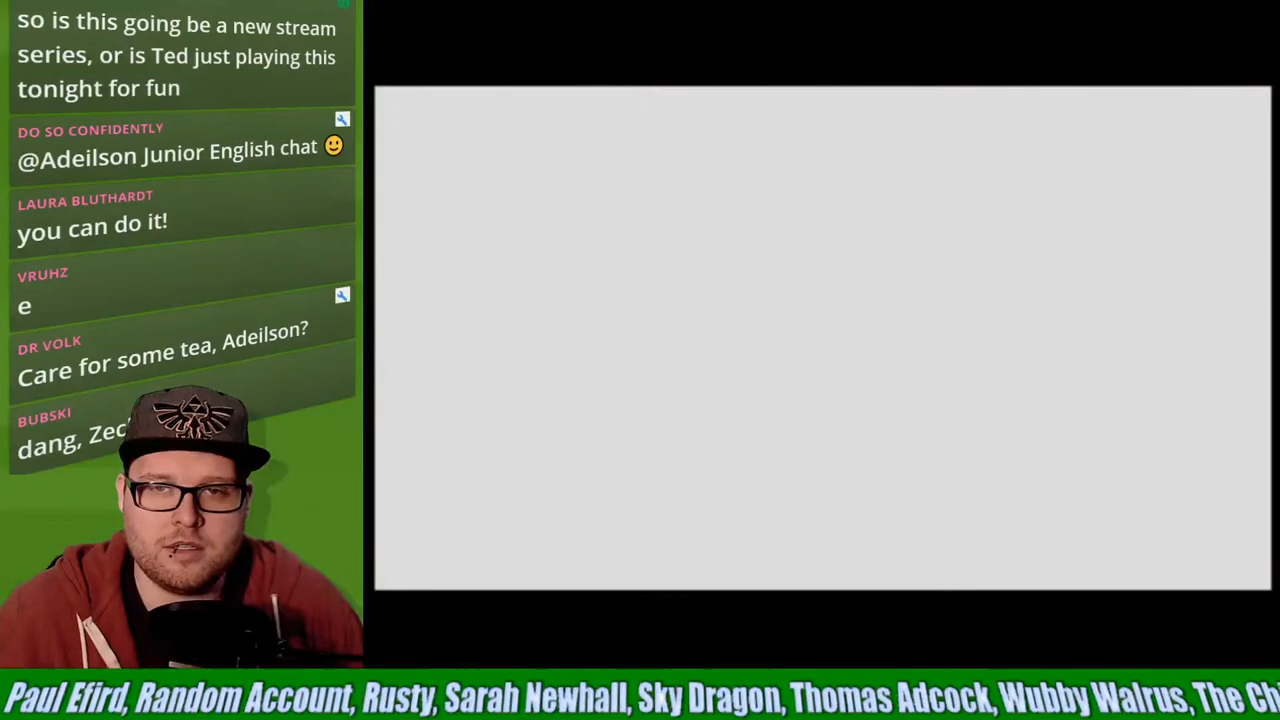 so is this going be a new stream
series, or is Ted just playing this
tonight for fun
DO SO CONFIDENTLY
@Adeilson Junior English chat 🙂
LAURA BLUTHARDT
you can do it!
VRUHZ
e
DR VOLK
Care for some tea, Adeilson?
BUBSKI
dang,
Paul Efird, Random Account, Rusty, Sarah Newhall, Sky Dragon, Thomas Adcock, Wubby Walrus, The